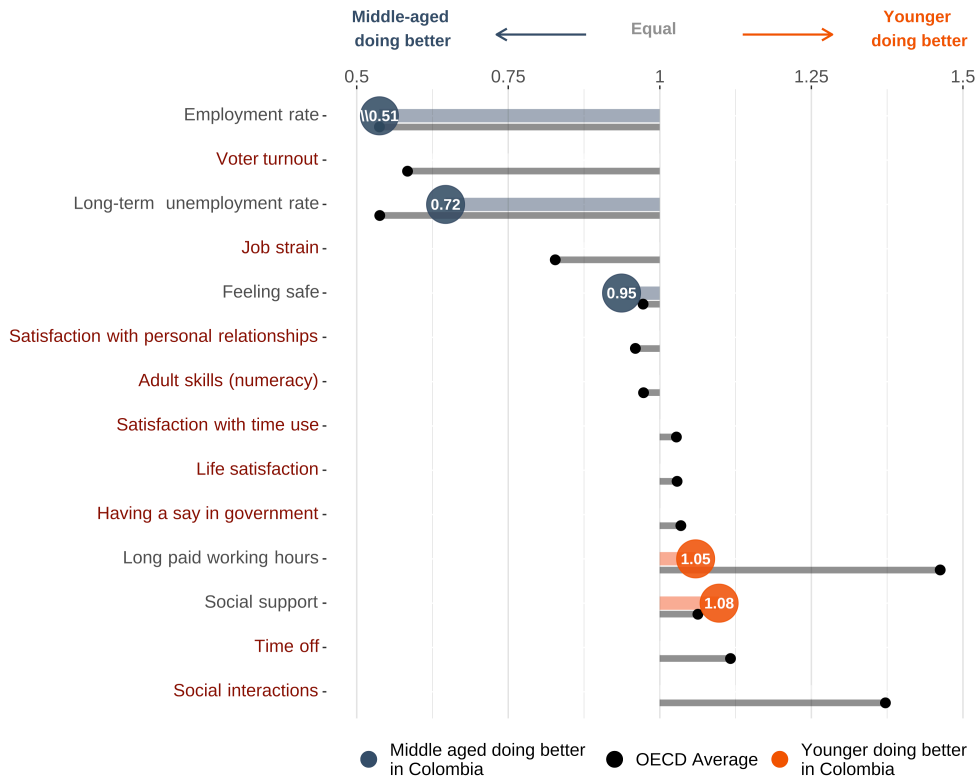 Middle-aged
doing better
Equal
Younger
doing better
0.5 0.75 1 1.25 1.5
Employment rate
\\0.51
Voter turnout
Long-term unemployment rate
0.72
Job strain
Feeling safe
0.95
Satisfaction with personal relationships
Adult skills (numeracy)
Satisfaction with time use
Life satisfaction
Having a say in government
Long paid working hours
1.05
Social support
1.08
Time off
Social interactions
Middle aged doing better
in Colombia
OECD Average
Younger doing better
in Colombia